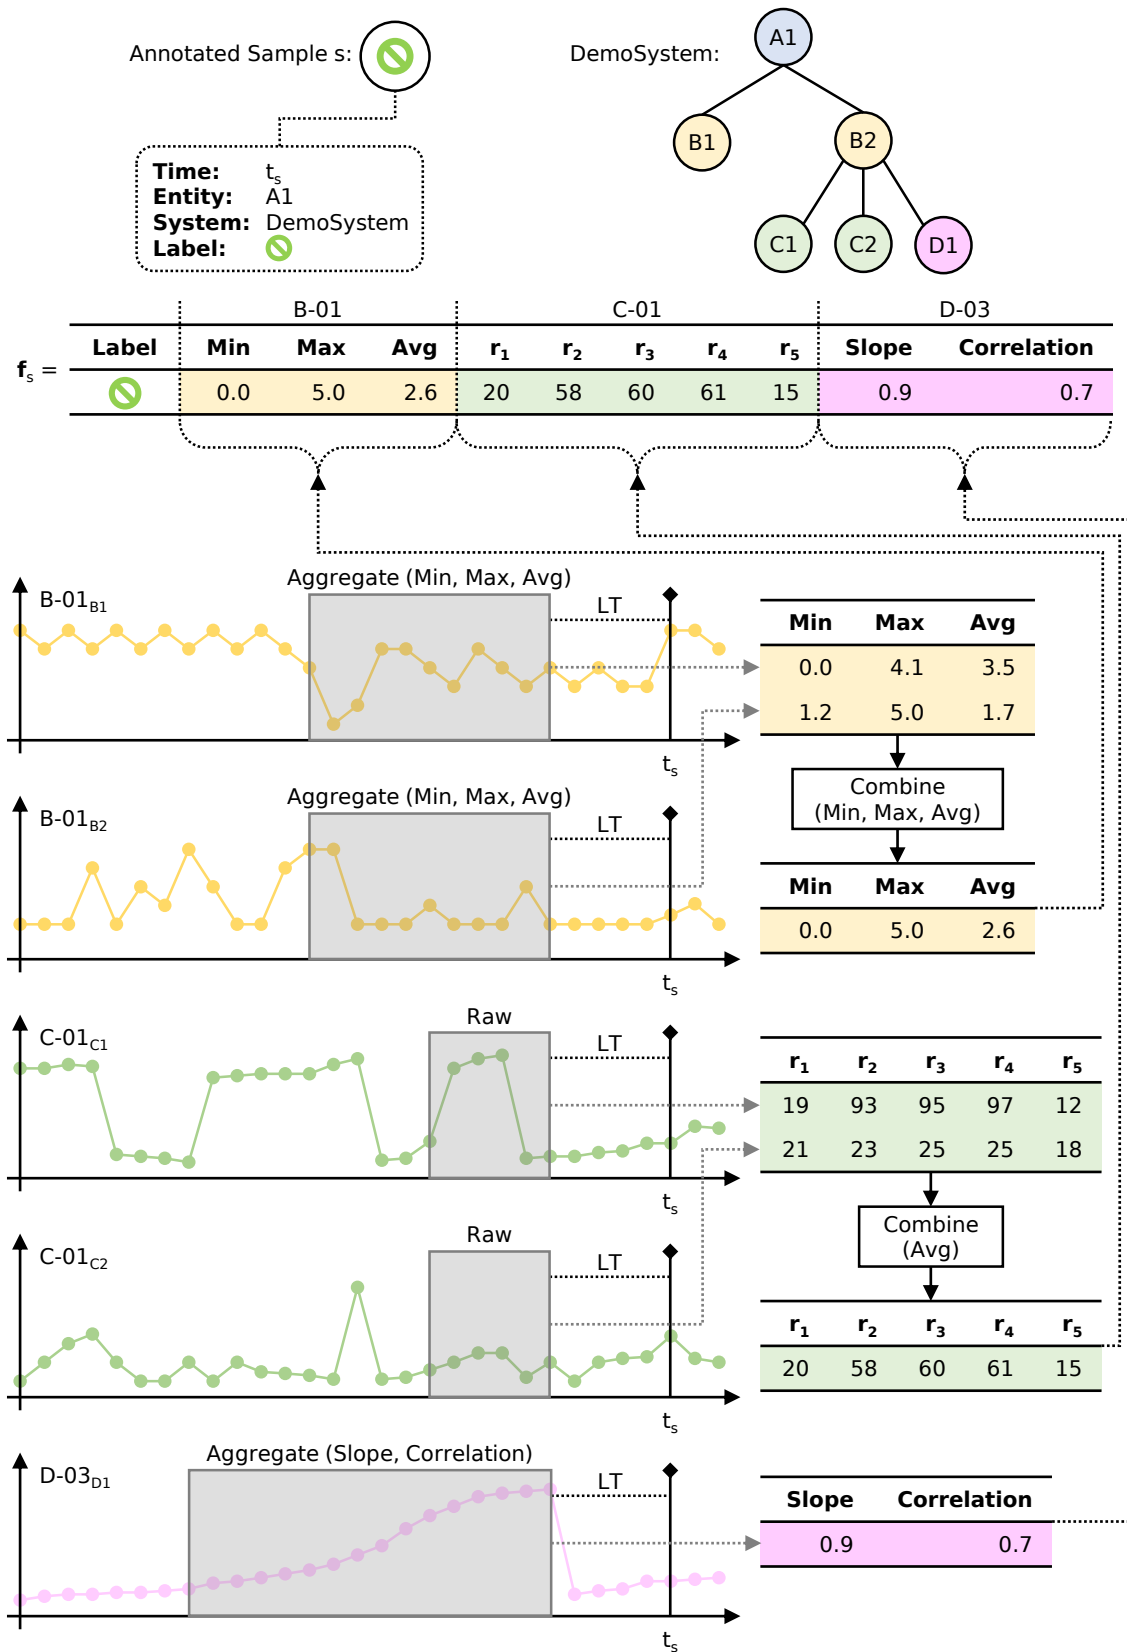 Annotated Sample s:
DemoSystem:
A1
B1
B2
C1
C2
D1
Time: tₛ
Entity: A1
System: DemoSystem
Label:
B-01 C-01 D-03
Label Min Max Avg r₁ r₂ r₃ r₄ r₅ Slope Correlation
fₛ =
0.0 5.0 2.6 20 58 60 61 15 0.9 0.7
Aggregate (Min, Max, Avg)
B-01B1
LT
tₛ
Min Max Avg
0.0 4.1 3.5
1.2 5.0 1.7
Combine
(Min, Max, Avg)
Min Max Avg
0.0 5.0 2.6
Aggregate (Min, Max, Avg)
B-01B2
LT
tₛ
Raw
C-01C1
LT
tₛ
r₁ r₂ r₃ r₄ r₅
19 93 95 97 12
21 23 25 25 18
Combine
(Avg)
r₁ r₂ r₃ r₄ r₅
20 58 60 61 15
Raw
C-01C2
LT
tₛ
Aggregate (Slope, Correlation)
D-03D1
LT
tₛ
Slope Correlation
0.9 0.7